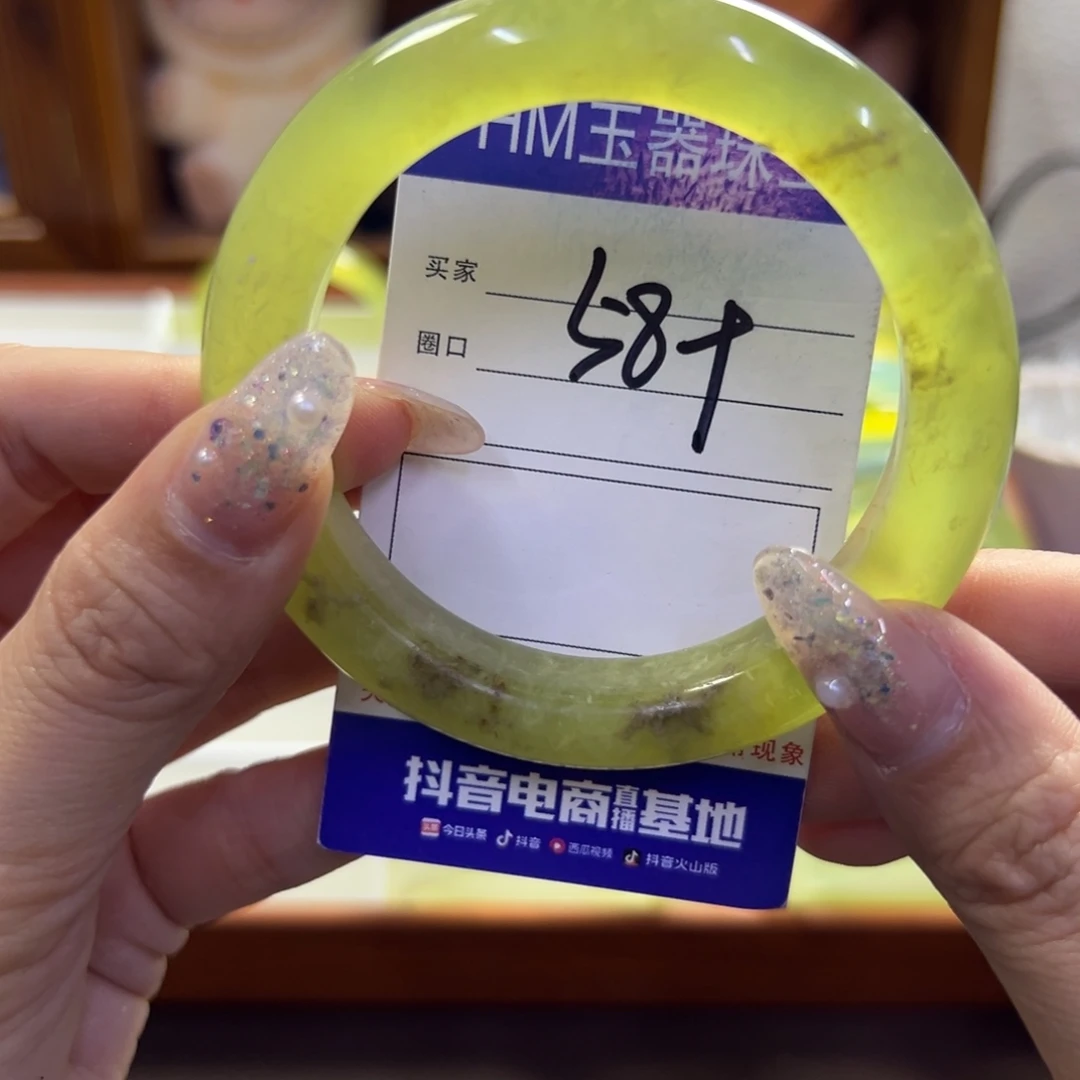 HM玉器珠
买家
圈口
58+
现象
抖音电商直播基地
今日头条 抖音 西瓜视频 抖音火山版